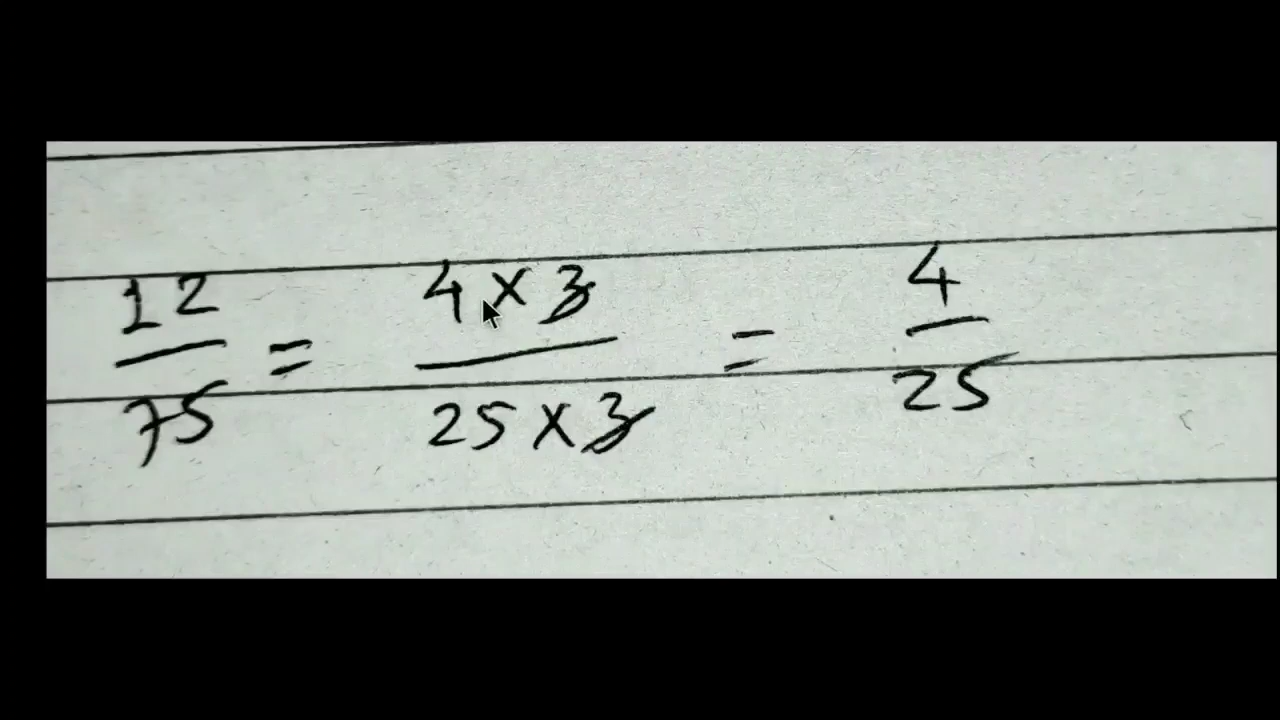 12/75 = 4 x 3/25 x 3 = 4/25